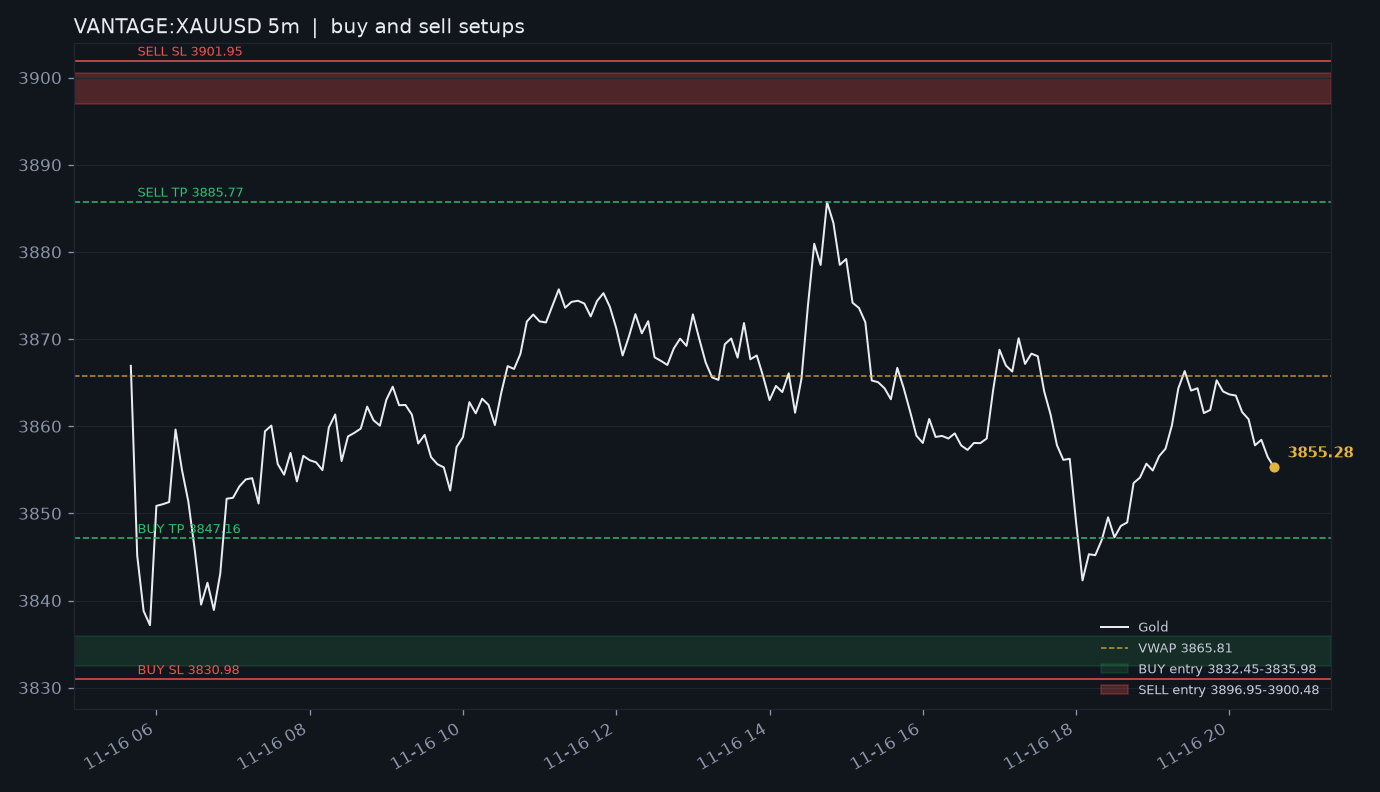 VANTAGE:XAUUSD 5m | buy and sell setups
SELL SL 3901.95
3900
3890
SELL TP 3885.77
3880
3870
3860
3855.28
3850
BUY TP 3847.16
3840
Gold
VWAP 3865.81
BUY SL 3830.98
BUY entry 3832.45-3835.98
3830
SELL entry 3896.95-3900.48
11-16 06
11-16 08
11-16 10
11-16 12
11-16 14
11-16 16
11-16 18
11-16 20